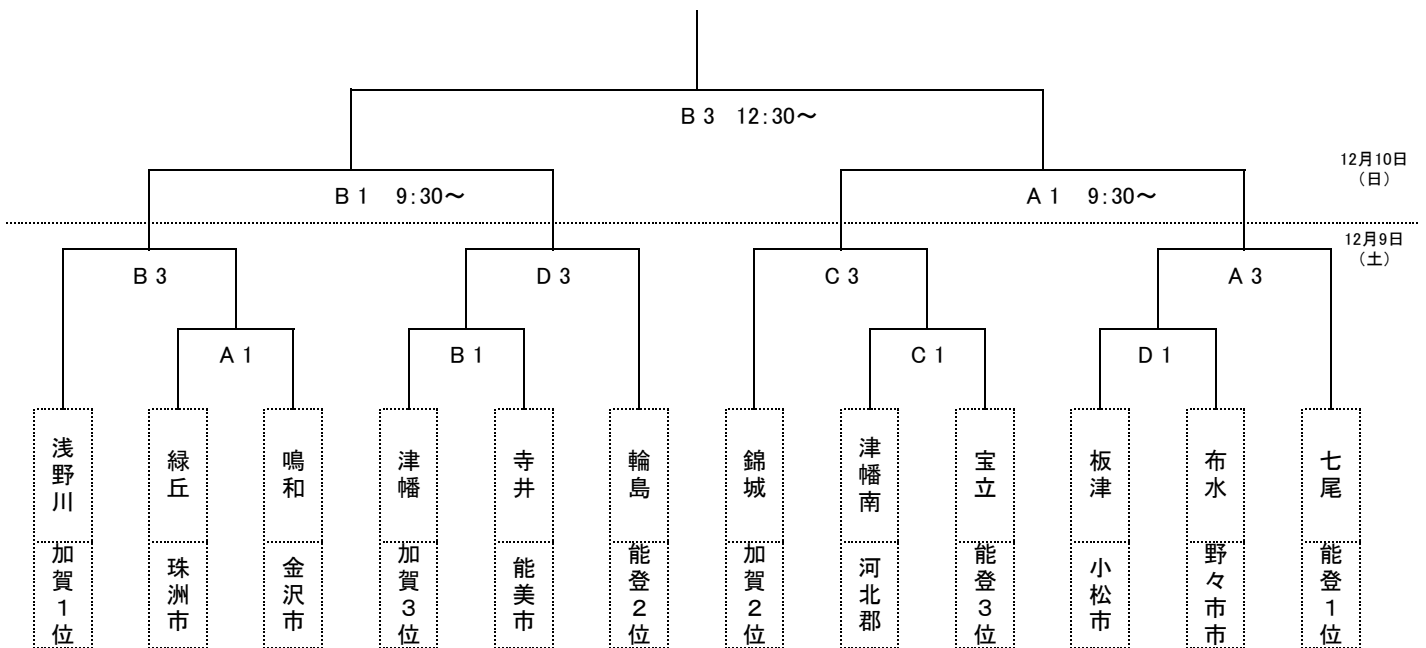 B3 12:30～
12月10日
（日）
B1 9:30～
A1 9:30～
12月9日
（土）
B3
D3
C3
A3
A1
B1
C1
D1
浅野川
緑丘
鳴和
津幡
寺井
輪島
錦城
津幡南
宝立
板津
布水
七尾
加賀1位
珠洲市
金沢市
加賀3位
能美市
能登2位
加賀2位
河北郡
能登3位
小松市
野々市市
能登1位